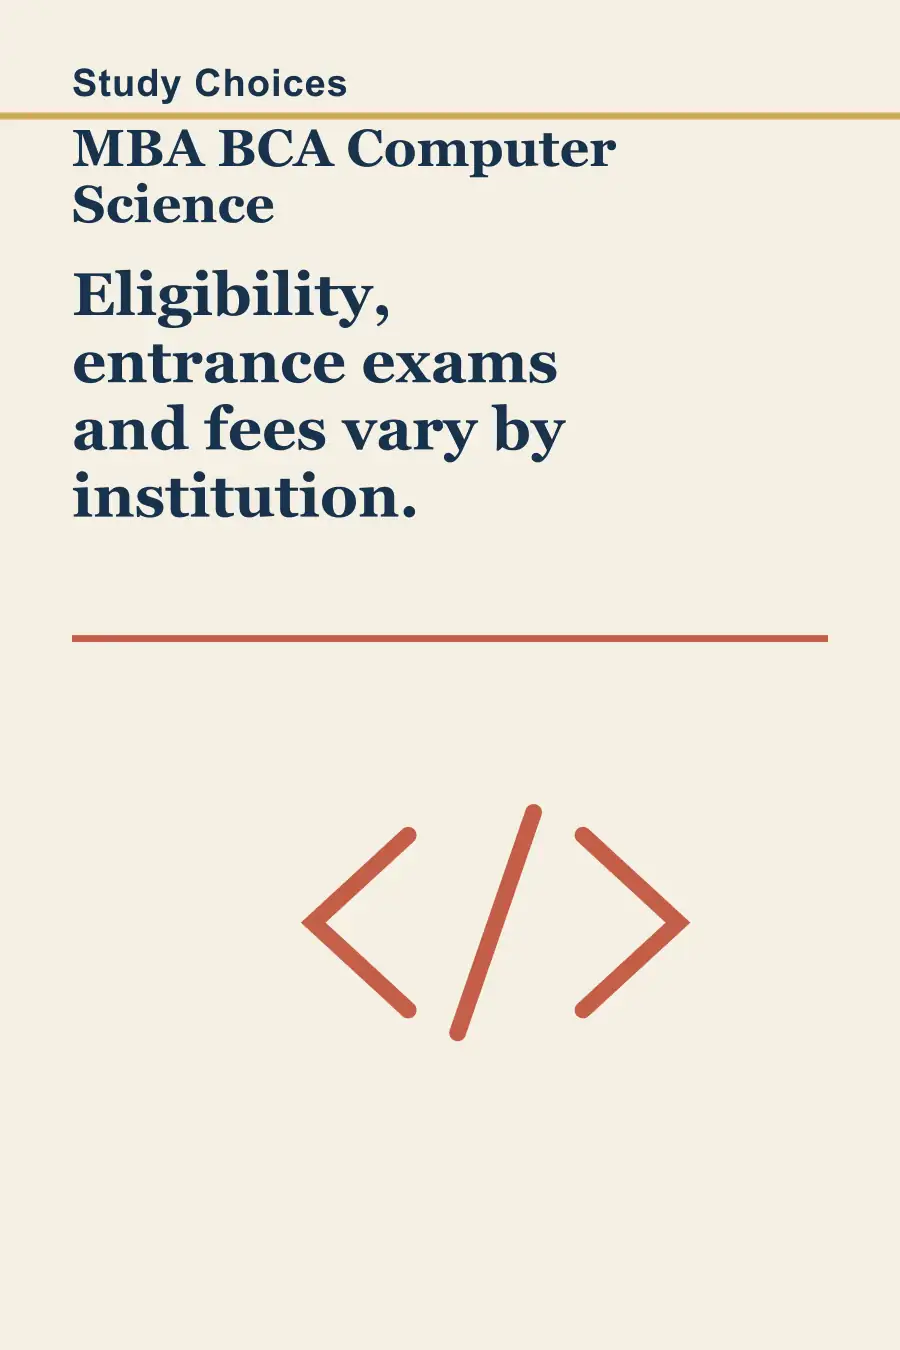 Study Choices
MBA BCA Computer
Science
Eligibility,
entrance exams
and fees vary by
institution.